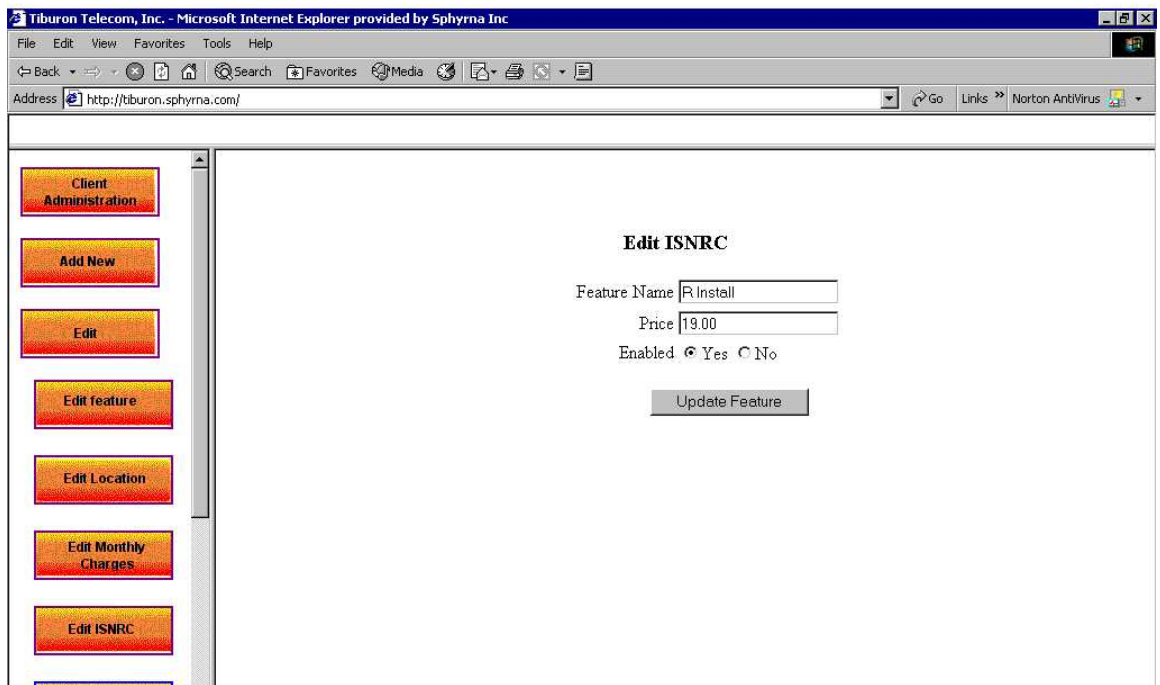 Tiburon Telecom, Inc. - Microsoft Internet Explorer provided by Sphyrna Inc
File Edit View Favorites Tools Help
Back Search Favorites Media
Address http://tiburon.sphyrna.com/ Go Links » Norton AntiVirus
Client
Administration
Add New
Edit
Edit feature
Edit Location
Edit Monthly
Charges
Edit ISNRC
Edit ISNRC
Feature Name R Install
Price 19.00
Enabled Yes No
Update Feature